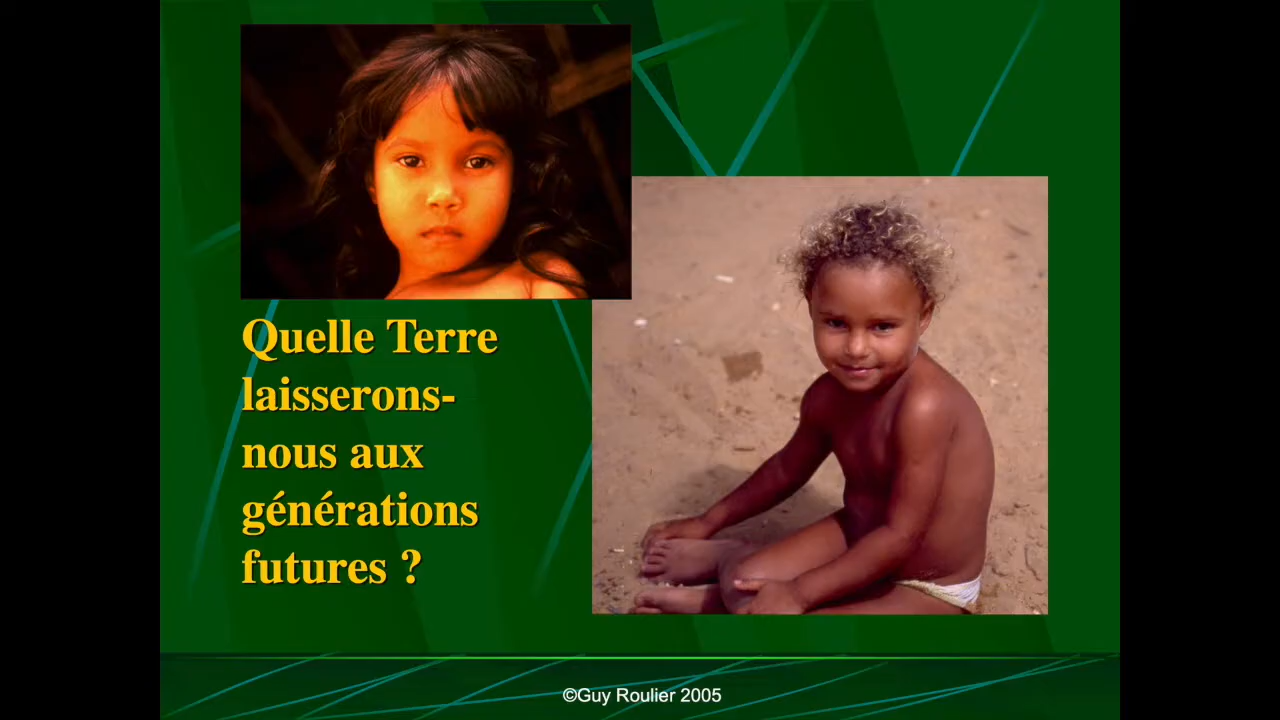 Quelle Terre
laisserons-
nous aux
générations
futures ?
©Guy Roulier 2005